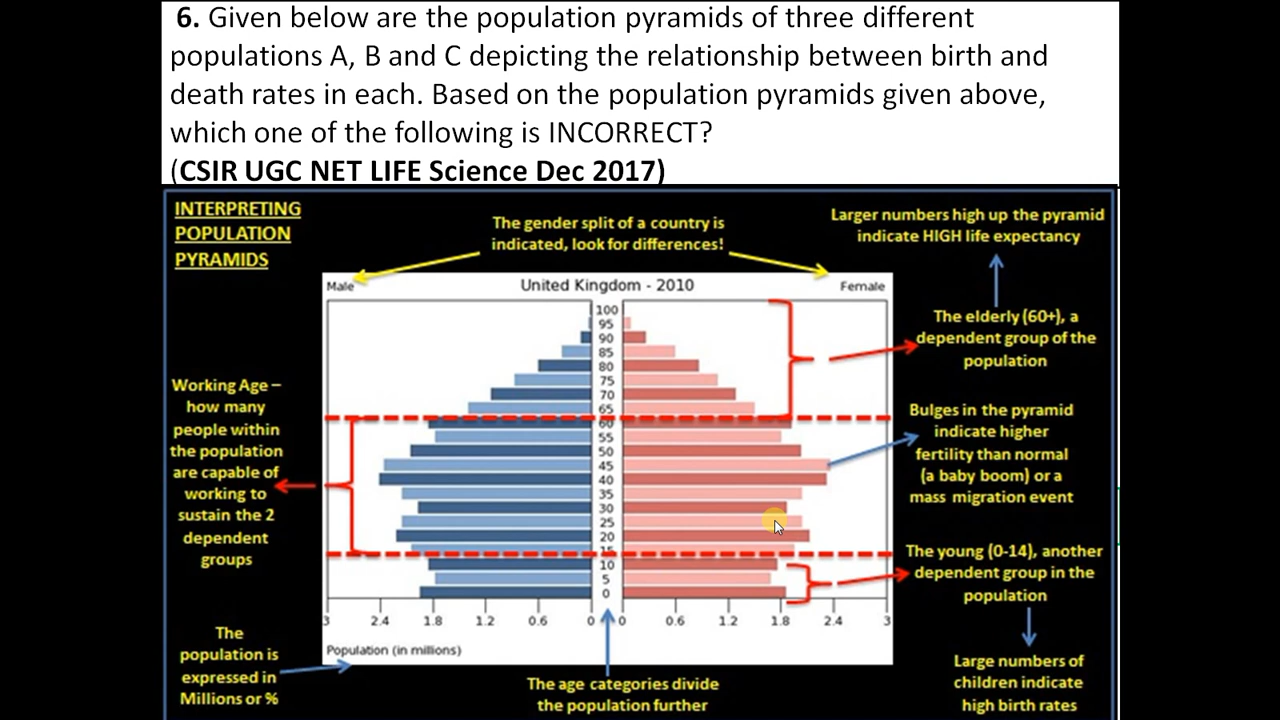 6. Given below are the population pyramids of three different
populations A, B and C depicting the relationship between birth and
death rates in each. Based on the population pyramids given above,
which one of the following is INCORRECT?
(CSIR UGC NET LIFE Science Dec 2017)
INTERPRETING
POPULATION
PYRAMIDS
The gender split of a country is
indicated, look for differences!
Larger numbers high up the pyramid
indicate HIGH life expectancy
Male
United Kingdom - 2010
Female
100
95
90
85
80
75
70
65
60
55
50
45
40
35
30
25
20
15
10
5
0
3 2.4 1.8 1.2 0.6 0 0 0.6 1.2 1.8 2.4 3
Population (in millions)
Working Age –
how many
people within
the population
are capable of
working to
sustain the 2
dependent
groups
The
population is
expressed in
Millions or %
The age categories divide
the population further
The elderly (60+), a
dependent group of the
population
Bulges in the pyramid
indicate higher
fertility than normal
(a baby boom) or a
mass migration event
The young (0-14), another
dependent group in the
population
Large numbers of
children indicate
high birth rates